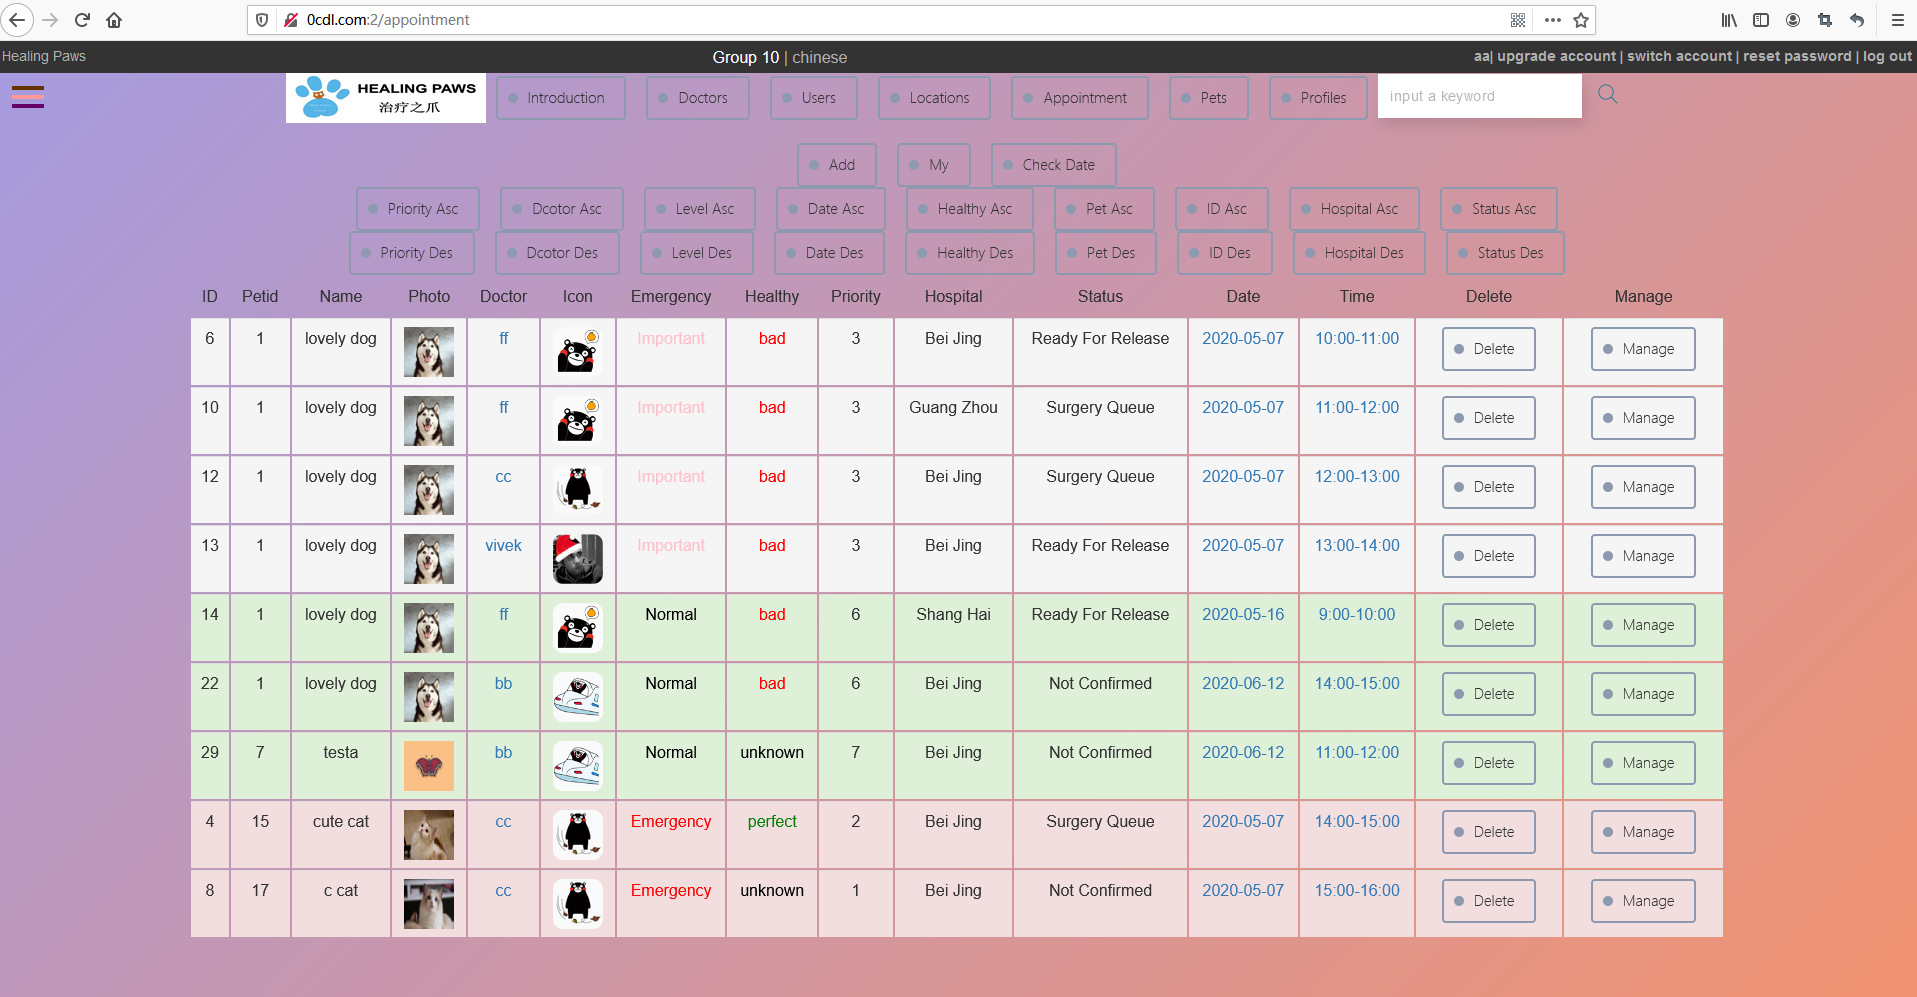 0cdl.com:2/appointment
Healing Paws
Group 10 | chinese
aa| upgrade account | switch account | reset password | log out
HEALING PAWS
治疗之爪
Introduction Doctors Users Locations Appointment Pets Profiles input a keyword
Add My Check Date
Priority Asc Dcotor Asc Level Asc Date Asc Healthy Asc Pet Asc ID Asc Hospital Asc Status Asc
Priority Des Dcotor Des Level Des Date Des Healthy Des Pet Des ID Des Hospital Des Status Des
ID Petid Name Photo Doctor Icon Emergency Healthy Priority Hospital Status Date Time Delete Manage
6 1 lovely dog ff Important bad 3 Bei Jing Ready For Release 2020-05-07 10:00-11:00 Delete Manage
10 1 lovely dog ff Important bad 3 Guang Zhou Surgery Queue 2020-05-07 11:00-12:00 Delete Manage
12 1 lovely dog cc Important bad 3 Bei Jing Surgery Queue 2020-05-07 12:00-13:00 Delete Manage
13 1 lovely dog vivek Important bad 3 Bei Jing Ready For Release 2020-05-07 13:00-14:00 Delete Manage
14 1 lovely dog ff Normal bad 6 Shang Hai Ready For Release 2020-05-16 9:00-10:00 Delete Manage
22 1 lovely dog bb Normal bad 6 Bei Jing Not Confirmed 2020-06-12 14:00-15:00 Delete Manage
29 7 testa bb Normal unknown 7 Bei Jing Not Confirmed 2020-06-12 11:00-12:00 Delete Manage
4 15 cute cat cc Emergency perfect 2 Bei Jing Surgery Queue 2020-05-07 14:00-15:00 Delete Manage
8 17 c cat cc Emergency unknown 1 Bei Jing Not Confirmed 2020-05-07 15:00-16:00 Delete Manage